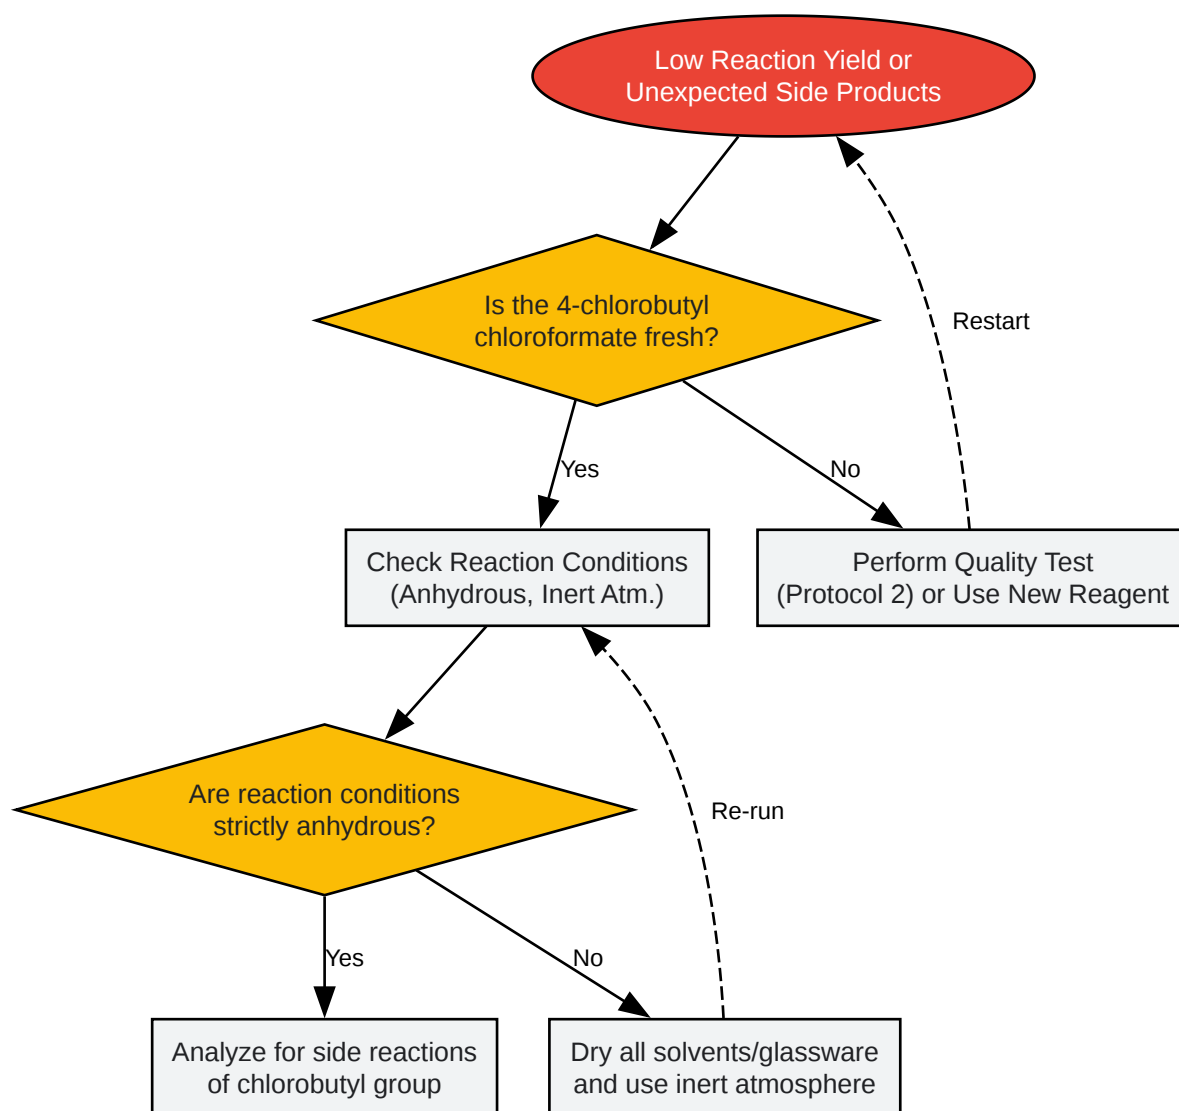 Low Reaction Yield or
Unexpected Side Products
Is the 4-chlorobutyl
chloroformate fresh?
Restart
Yes
No
Check Reaction Conditions
(Anhydrous, Inert Atm.)
Perform Quality Test
(Protocol 2) or Use New Reagent
Are reaction conditions
strictly anhydrous?
Re-run
Yes
No
Analyze for side reactions
of chlorobutyl group
Dry all solvents/glassware
and use inert atmosphere